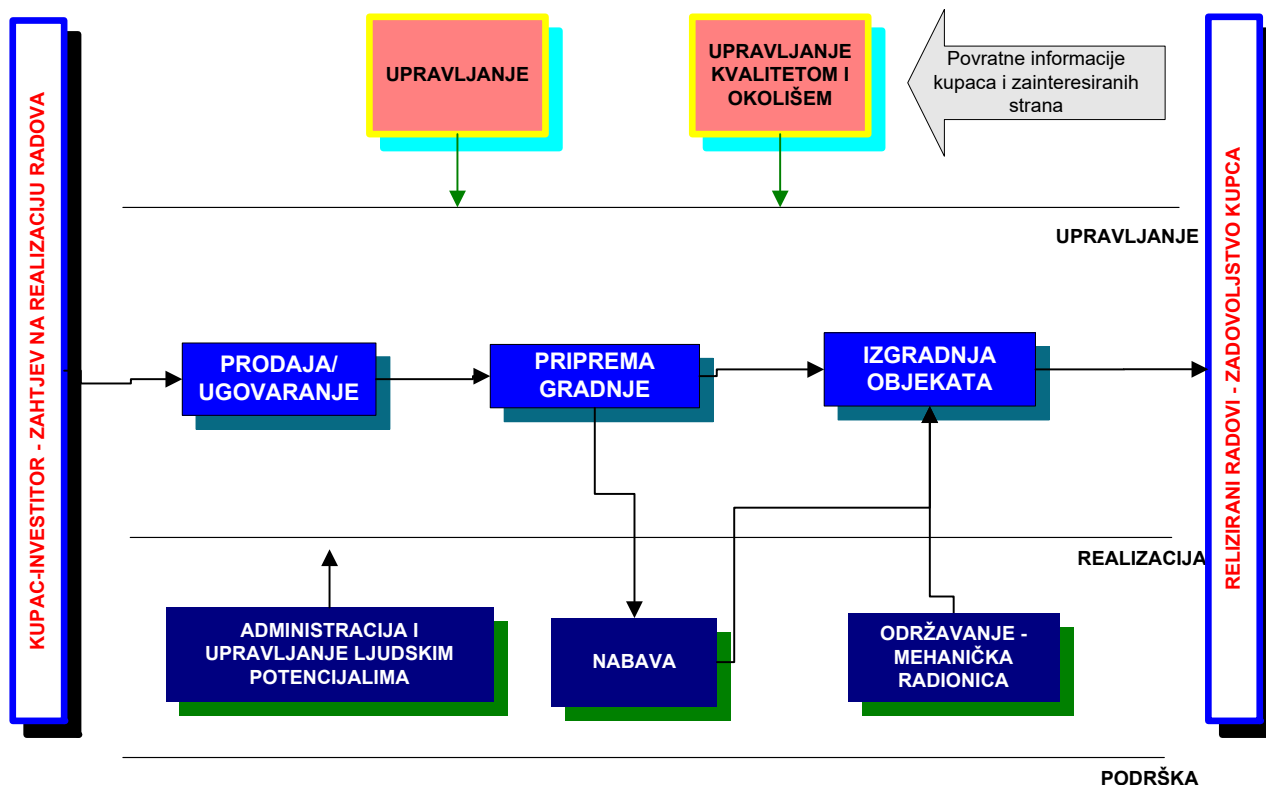 KUPAC-INVESTITOR - ZAHTJEV NA REALIZACIJU RADOVA
UPRAVLJANJE
UPRAVLJANJE
KVALITETOM I
OKOLIŠEM
Povratne informacije
kupaca i zainteresiranih
strana
UPRAVLJANJE
PRODAJA/
UGOVARANJE
PRIPREMA
GRADNJE
IZGRADNJA
OBJEKATA
REALIZACIJA
ADMINISTRACIJA I
UPRAVLJANJE LJUDSKIM
POTENCIJALIMA
NABAVA
ODRŽAVANJE -
MEHANIČKA
RADIONICA
PODRŠKA
RELIZIRANI RADOVI - ZADOVOLJSTVO KUPCA